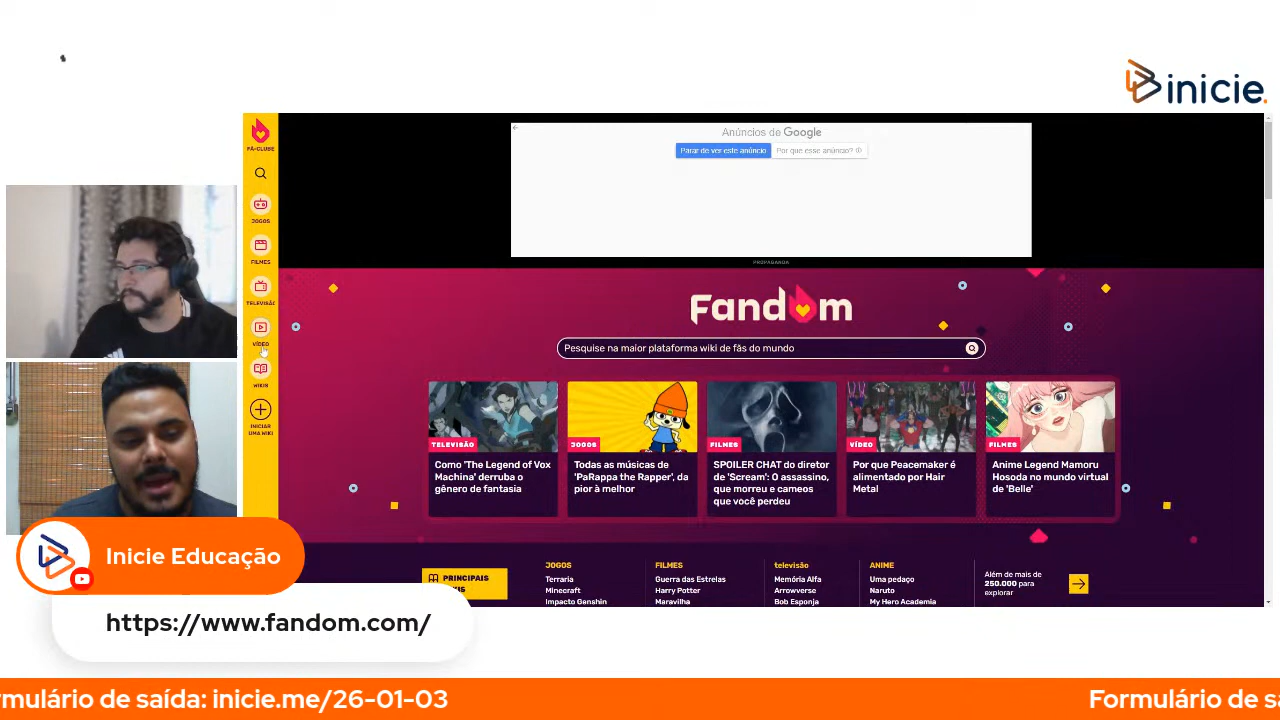 inicie.
FÃ-CLUBE
JOGOS
FILMES
TELEVISÃO
VÍDEO
WIKIS
INICIAR
UMA WIKI
Anúncios de Google
Parar de ver este anúncio
Por que esse anúncio?
PROPAGANDA
Fandom
Pesquise na maior plataforma wiki de fãs do mundo
TELEVISÃO
Como 'The Legend of Vox
Machina' derruba o
gênero de fantasia
JOGOS
Todas as músicas de
'PaRappa the Rapper', da
pior à melhor
FILMES
SPOILER CHAT do diretor
de 'Scream': O assassino,
que morreu e cameos
que você perdeu
VÍDEO
Por que Peacemaker é
alimentado por Hair
Metal
FILMES
Anime Legend Mamoru
Hosoda no mundo virtual
de 'Belle'
PRINCIPAIS
JOGOS
Terraria
Minecraft
Impacto Genshin
FILMES
Guerra das Estrelas
Harry Potter
Maravilha
televisão
Memória Alfa
Arrowverse
Bob Esponja
ANIME
Uma pedaço
Naruto
My Hero Academia
Além de mais de
250.000 para
explorar
Inicie Educação
https://www.fandom.com/
rmulário de saída: inicie.me/26-01-03
Formulário de sa